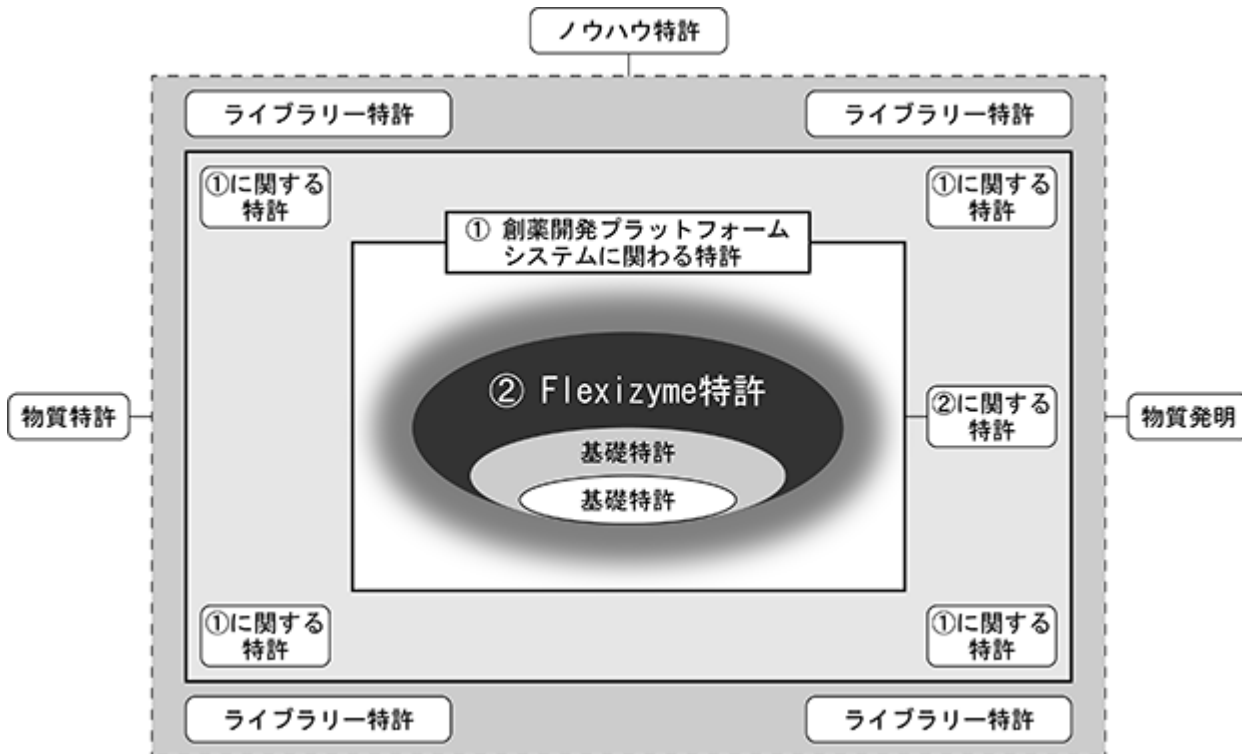 ノウハウ特許
ライブラリー特許
ライブラリー特許
①に関する
特許
①に関する
特許
① 創薬開発プラットフォーム
システムに関わる特許
② Flexizyme特許
物質特許
②に関する
特許
物質発明
基礎特許
基礎特許
①に関する
特許
①に関する
特許
ライブラリー特許
ライブラリー特許